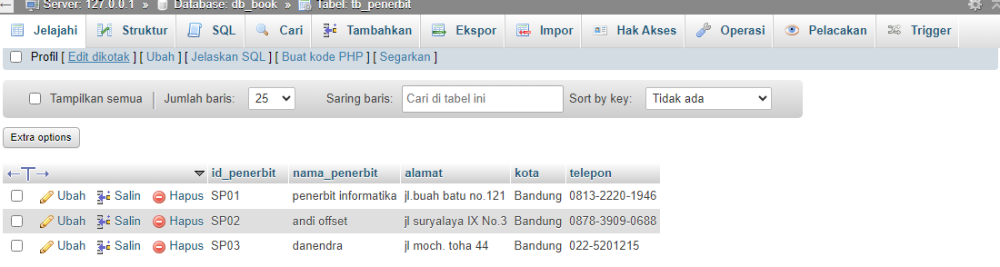 Server: 127.0.0.1 » Database: db_book » Tabel: tb_penerbit
Jelajahi Struktur SQL Cari Tambahkan Ekspor Impor Hak Akses Operasi Pelacakan Trigger
Profil [ Edit dikotak ] [ Ubah ] [ Jelaskan SQL ] [ Buat kode PHP ] [ Segarkan ]
Tampilkan semua Jumlah baris: 25 Saring baris: Cari di tabel ini Sort by key: Tidak ada
Extra options
id_penerbit nama_penerbit alamat kota telepon
Ubah Salin Hapus SP01 penerbit informatika jl.buah batu no.121 Bandung 0813-2220-1946
Ubah Salin Hapus SP02 andi offset jl suryalaya IX No.3 Bandung 0878-3909-0688
Ubah Salin Hapus SP03 danendra jl moch. toha 44 Bandung 022-5201215